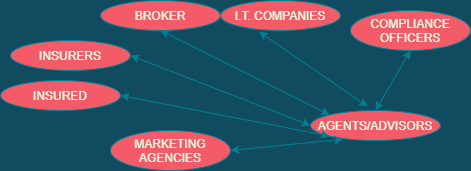 BROKER
I.T. COMPANIES
COMPLIANCE
OFFICERS
INSURERS
INSURED
AGENTS/ADVISORS
MARKETING
AGENCIES